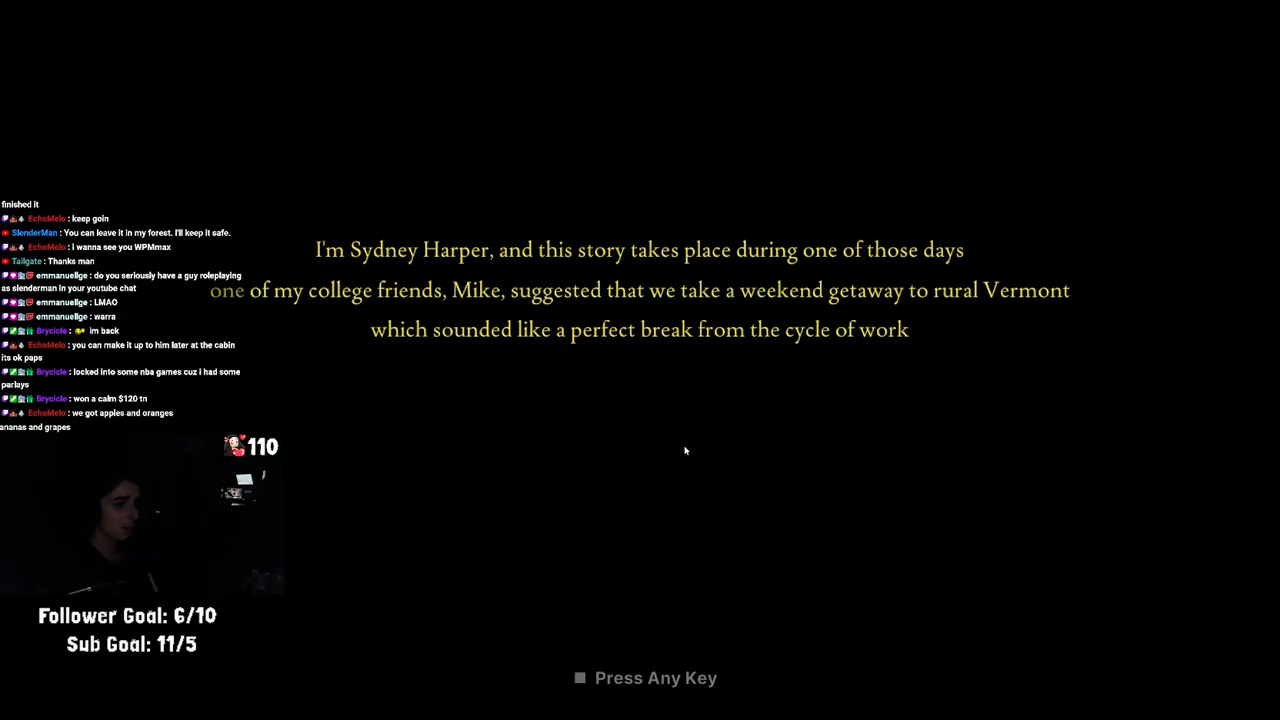 finished it
EchoMelo : keep goin
SlenderMan : You can leave it in my forest. I'll keep it safe.
EchoMelo : i wanna see you WPMmax
Tailgate : Thanks man
emmanuellge : do you seriously have a guy roleplaying
as slenderman in your youtube chat
emmanuellge : LMAO
emmanuellge : warra
Brycicle : im back
EchoMelo : you can make it up to him later at the cabin
its ok paps
Brycicle : locked into some nba games cuz i had some
parlays
Brycicle : won a calm $120 tn
EchoMelo : we got apples and oranges
ananas and grapes
I'm Sydney Harper, and this story takes place during one of those days
one of my college friends, Mike, suggested that we take a weekend getaway to rural Vermont
which sounded like a perfect break from the cycle of work
110
Follower Goal: 6/10
Sub Goal: 11/5
Press Any Key